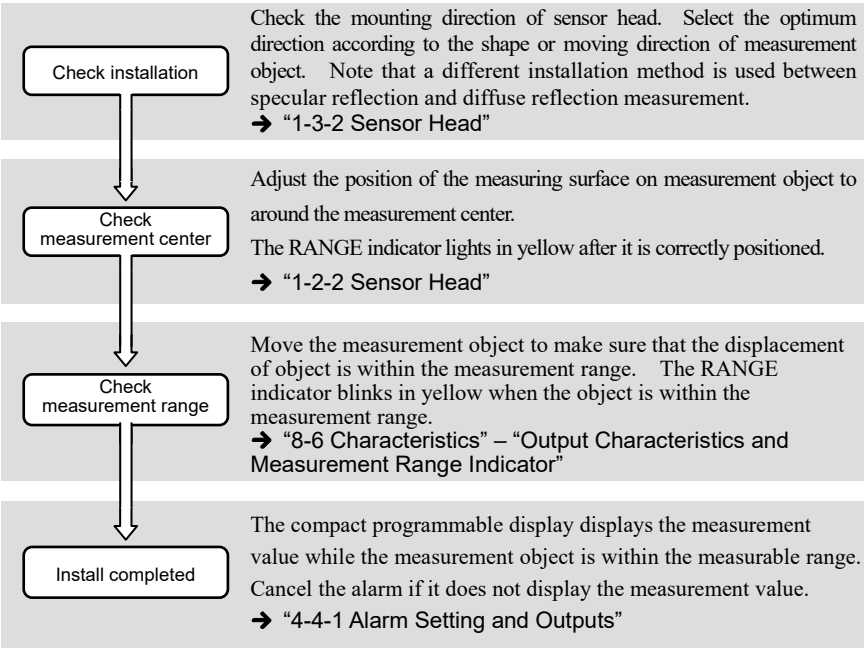 Check installation
Check the mounting direction of sensor head. Select the optimum
direction according to the shape or moving direction of measurement
object. Note that a different installation method is used between
specular reflection and diffuse reflection measurement.
➔ “1-3-2 Sensor Head”
Check
measurement center
Adjust the position of the measuring surface on measurement object to
around the measurement center.
The RANGE indicator lights in yellow after it is correctly positioned.
➔ “1-2-2 Sensor Head”
Check
measurement range
Move the measurement object to make sure that the displacement
of object is within the measurement range. The RANGE
indicator blinks in yellow when the object is within the
measurement range.
➔ “8-6 Characteristics” – “Output Characteristics and
Measurement Range Indicator”
Install completed
The compact programmable display displays the measurement
value while the measurement object is within the measurable range.
Cancel the alarm if it does not display the measurement value.
➔ “4-4-1 Alarm Setting and Outputs”